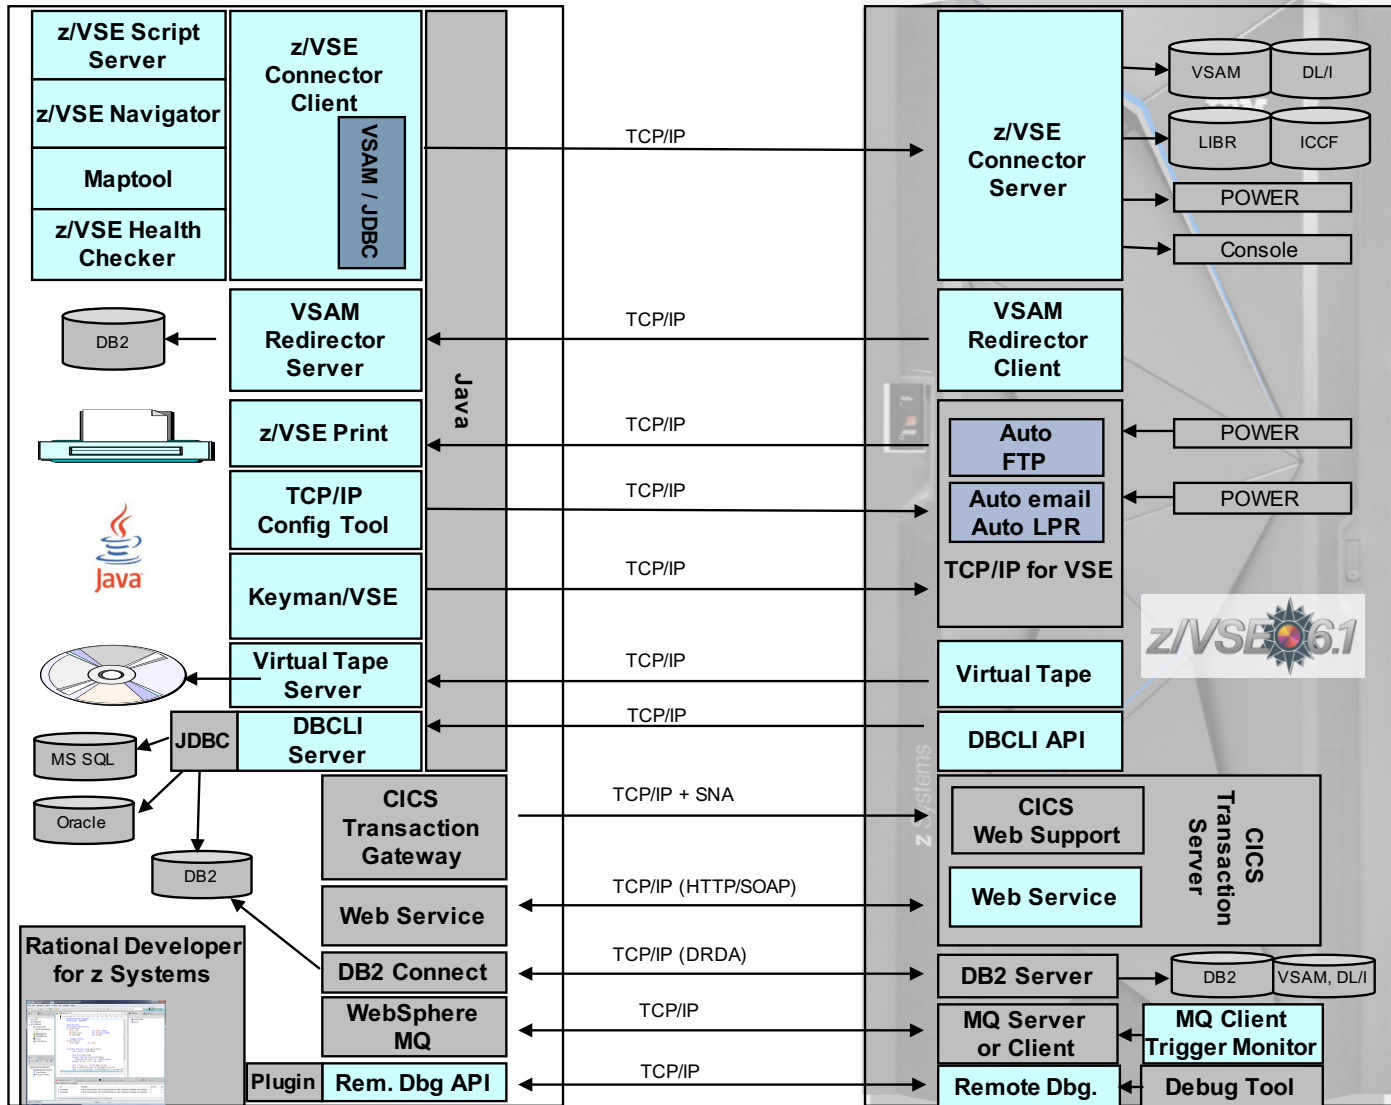 z/VSE Script
Server
z/VSE Navigator
Maptool
z/VSE Health
Checker
z/VSE
Connector
Client
VSAM / JDBC
TCP/IP
z/VSE
Connector
Server
VSAM
DL/I
LIBR
ICCF
POWER
Console
DB2
VSAM
Redirector
Server
Java
TCP/IP
VSAM
Redirector
Client
z/VSE Print
TCP/IP
Auto
FTP
POWER
TCP/IP
Config Tool
TCP/IP
Auto email
Auto LPR
POWER
TCP/IP for VSE
Java
Keyman/VSE
TCP/IP
z/VSE 6.1
Virtual Tape
Server
TCP/IP
Virtual Tape
JDBC
DBCLI
Server
TCP/IP
DBCLI API
MS SQL
Oracle
DB2
z Systems
CICS
Transaction
Gateway
TCP/IP + SNA
CICS
Web Support
CICS
Transaction
Server
Web Service
TCP/IP (HTTP/SOAP)
Web Service
Rational Developer
for z Systems
DB2 Connect
TCP/IP (DRDA)
DB2 Server
DB2
VSAM, DL/I
WebSphere
MQ
TCP/IP
MQ Server
or Client
MQ Client
Trigger Monitor
Plugin
Rem. Dbg API
TCP/IP
Remote Dbg.
Debug Tool